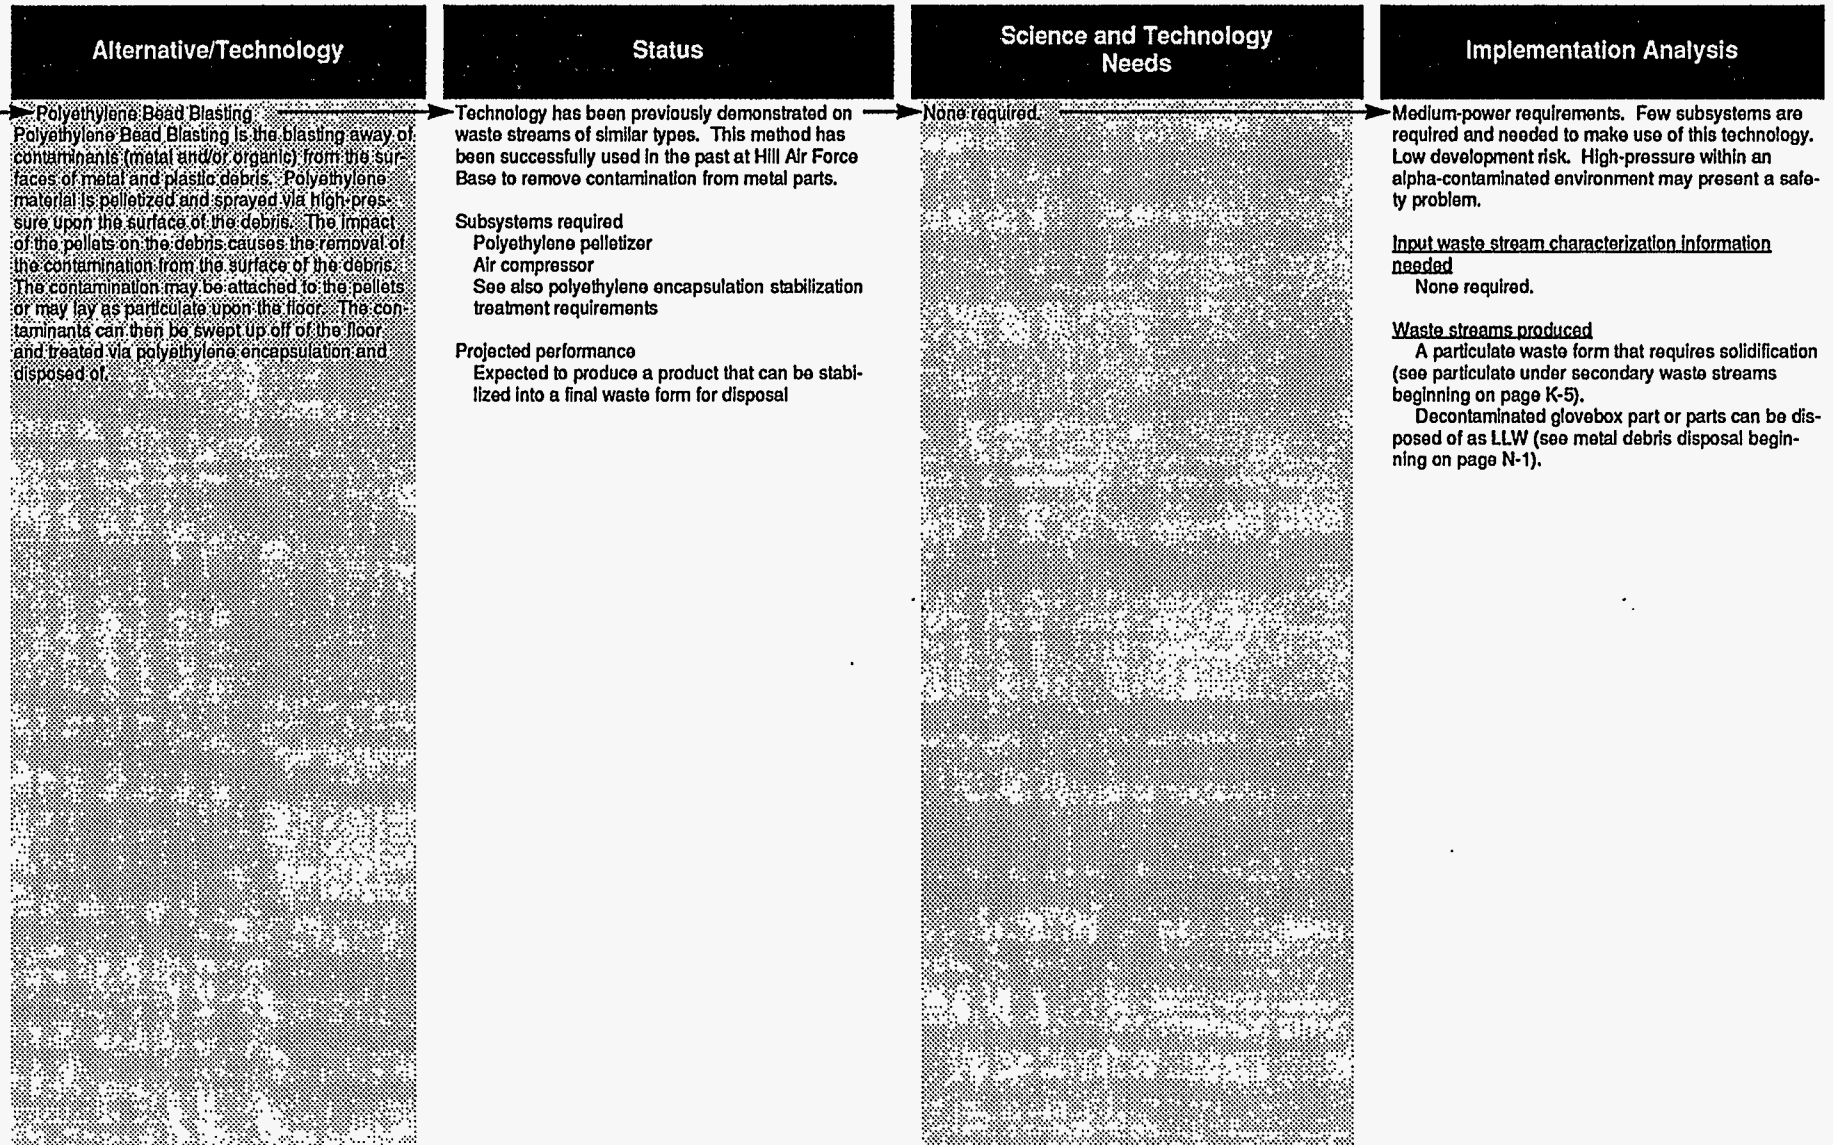 Alternative/Technology
Status
Science and Technology
Needs
Implementation Analysis
Polyethylene Bead Blasting
Polyethylene Bead Blasting is the blasting away of
contaminants (metal and/or organic) from the sur-
faces of metal and plastic debris. Polyethylene
material is pelletized and sprayed via high-pres-
sure upon the surface of the debris. The impact
of the pellets on the debris causes the removal of
the contamination from the surface of the debris.
The contamination may be attached to the pellets
or may lay as particulate upon the floor. The con-
taminants can then be swept up off of the floor
and treated via polyethylene encapsulation and
disposed of.
Technology has been previously demonstrated on
waste streams of similar types. This method has
been successfully used in the past at Hill Air Force
Base to remove contamination from metal parts.
Subsystems required
Polyethylene pelletizer
Air compressor
See also polyethylene encapsulation stabilization
treatment requirements
Projected performance
Expected to produce a product that can be stabi-
lized into a final waste form for disposal
None required.
Medium-power requirements. Few subsystems are
required and needed to make use of this technology.
Low development risk. High-pressure within an
alpha-contaminated environment may present a safe-
ty problem.
Input waste stream characterization information
needed
None required.
Waste streams produced
A particulate waste form that requires solidification
(see particulate under secondary waste streams
beginning on page K-5).
Decontaminated glovebox part or parts can be dis-
posed of as LLW (see metal debris disposal begin-
ning on page N-1).